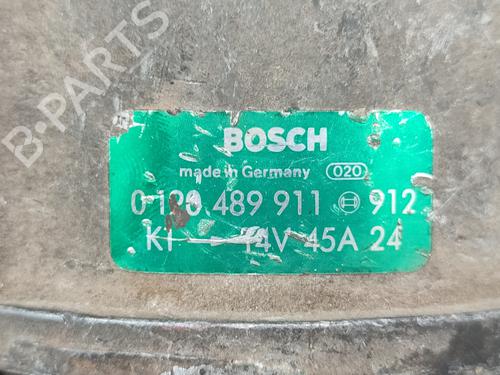 B-PARTS
BOSCH
made in Germany 020
0 120 489 911 912
K1 → 14V 45A 24